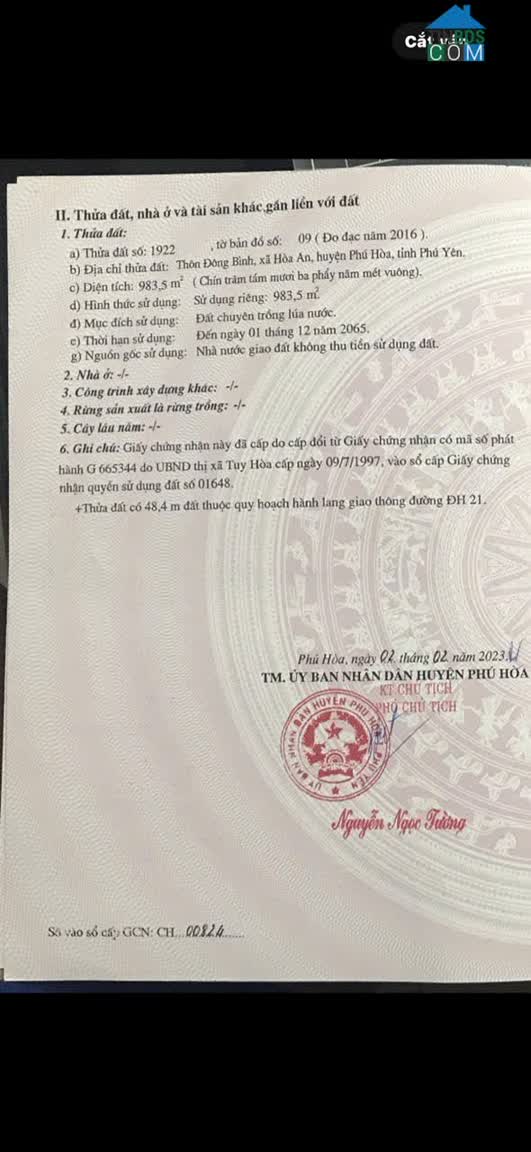 Cắt
COM
II. Thửa đất, nhà ở và tài sản khác gắn liền với đất
1. Thửa đất:
a) Thửa đất số: 1922 , tờ bản đồ số: 09 ( Đo đạc năm 2016 ).
b) Địa chỉ thửa đất: Thôn Đông Bình, xã Hòa An, huyện Phú Hòa, tỉnh Phú Yên.
c) Diện tích: 983,5 m² ( Chín trăm tám mươi ba phẩy năm mét vuông).
d) Hình thức sử dụng: Sử dụng riêng: 983,5 m².
đ) Mục đích sử dụng: Đất chuyên trồng lúa nước.
e) Thời hạn sử dụng: Đến ngày 01 tháng 12 năm 2065.
g) Nguồn gốc sử dụng: Nhà nước giao đất không thu tiền sử dụng đất.
2. Nhà ở: -/-
3. Công trình xây dựng khác: -/-
4. Rừng sản xuất là rừng trồng: -/-
5. Cây lâu năm: -/-
6. Ghi chú: Giấy chứng nhận này đã cấp do cấp đổi từ Giấy chứng nhận có mã số phát
hành G 665344 do UBND thị xã Tuy Hòa cấp ngày 09/7/1997, vào sổ cấp Giấy chứng
nhận quyền sử dụng đất số 01648.
+Thửa đất có 48,4 m đất thuộc quy hoạch hành lang giao thông đường ĐH 21.
Phú Hòa, ngày 02 tháng 02 năm 2023
TM. ỦY BAN NHÂN DÂN HUYỆN PHÚ HÒA
KT.CHỦ TỊCH
PHÓ CHỦ TỊCH
ỦY BAN NHÂN DÂN HUYỆN PHÚ HÒA
PHÚ YÊN
Nguyễn Ngọc Tường
Số vào sổ cấp GCN: CH...00824......